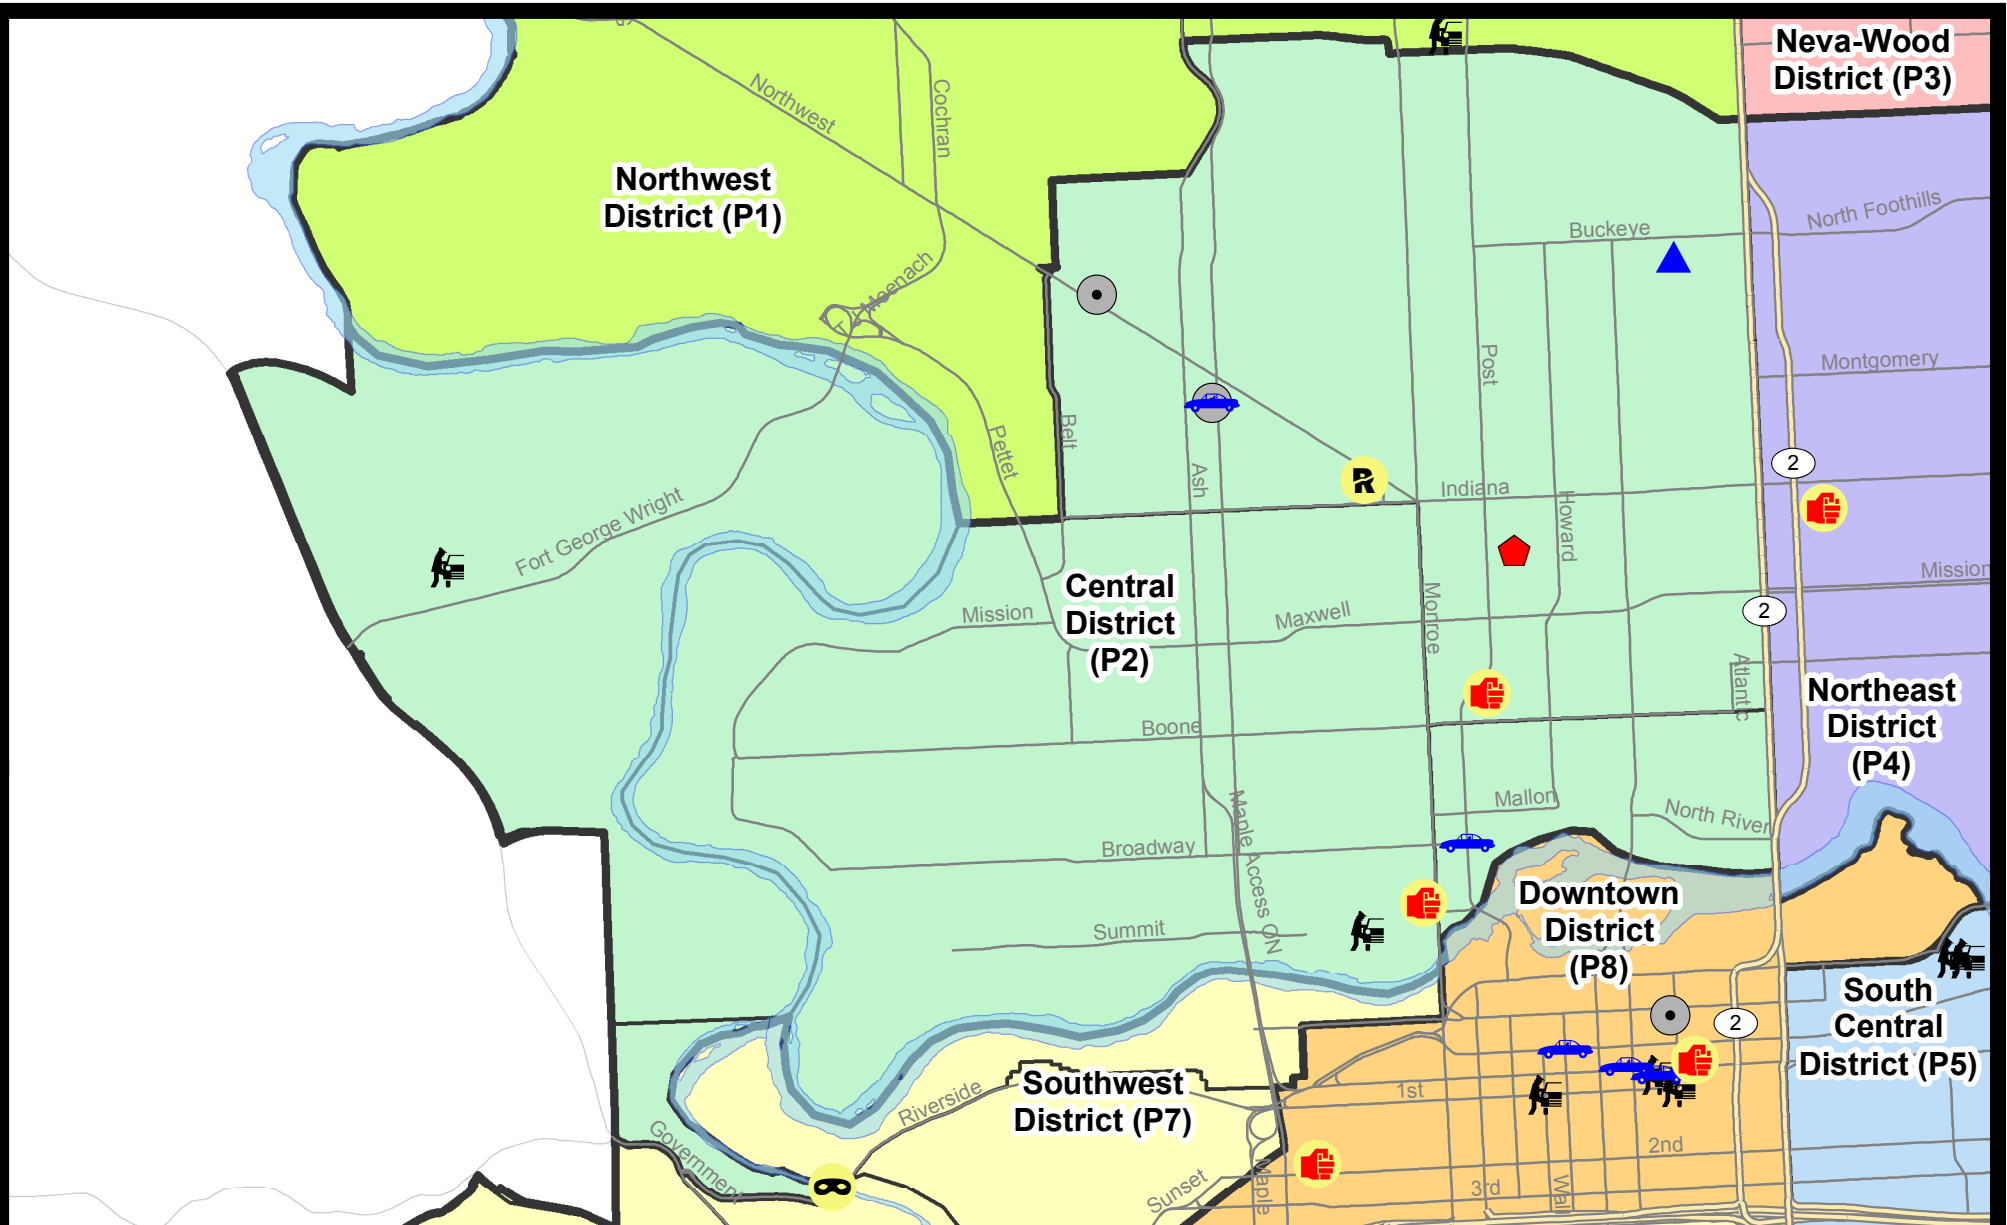 Neva-Wood
District (P3)
Northwest
Cochran
Northwest
District (P1)
North Foothills
Buckeye
T J Meenach
Post
Montgomery
Belt
Pettet
Ash
2
Indiana
Howard
Fort George Wright
Mission
Central
District
(P2)
Mission
Maxwell
Monroe
2
Atlantic
Northeast
District
(P4)
Boone
Maple Access ON
Mallon
North River
Broadway
Downtown
District
(P8)
Summit
South
Central
District (P5)
2
Southwest
District (P7)
Riverside
1st
Government
2nd
Sunset
Maple
3rd
Wall